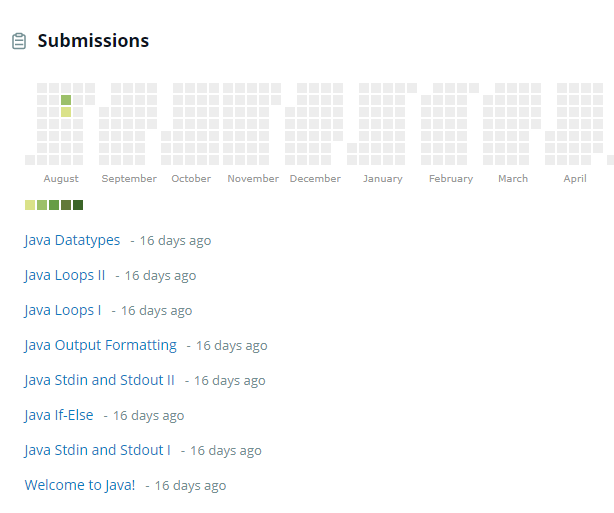 Submissions
August September October November December January February March April
Java Datatypes - 16 days ago
Java Loops II - 16 days ago
Java Loops I - 16 days ago
Java Output Formatting - 16 days ago
Java Stdin and Stdout II - 16 days ago
Java If-Else - 16 days ago
Java Stdin and Stdout I - 16 days ago
Welcome to Java! - 16 days ago